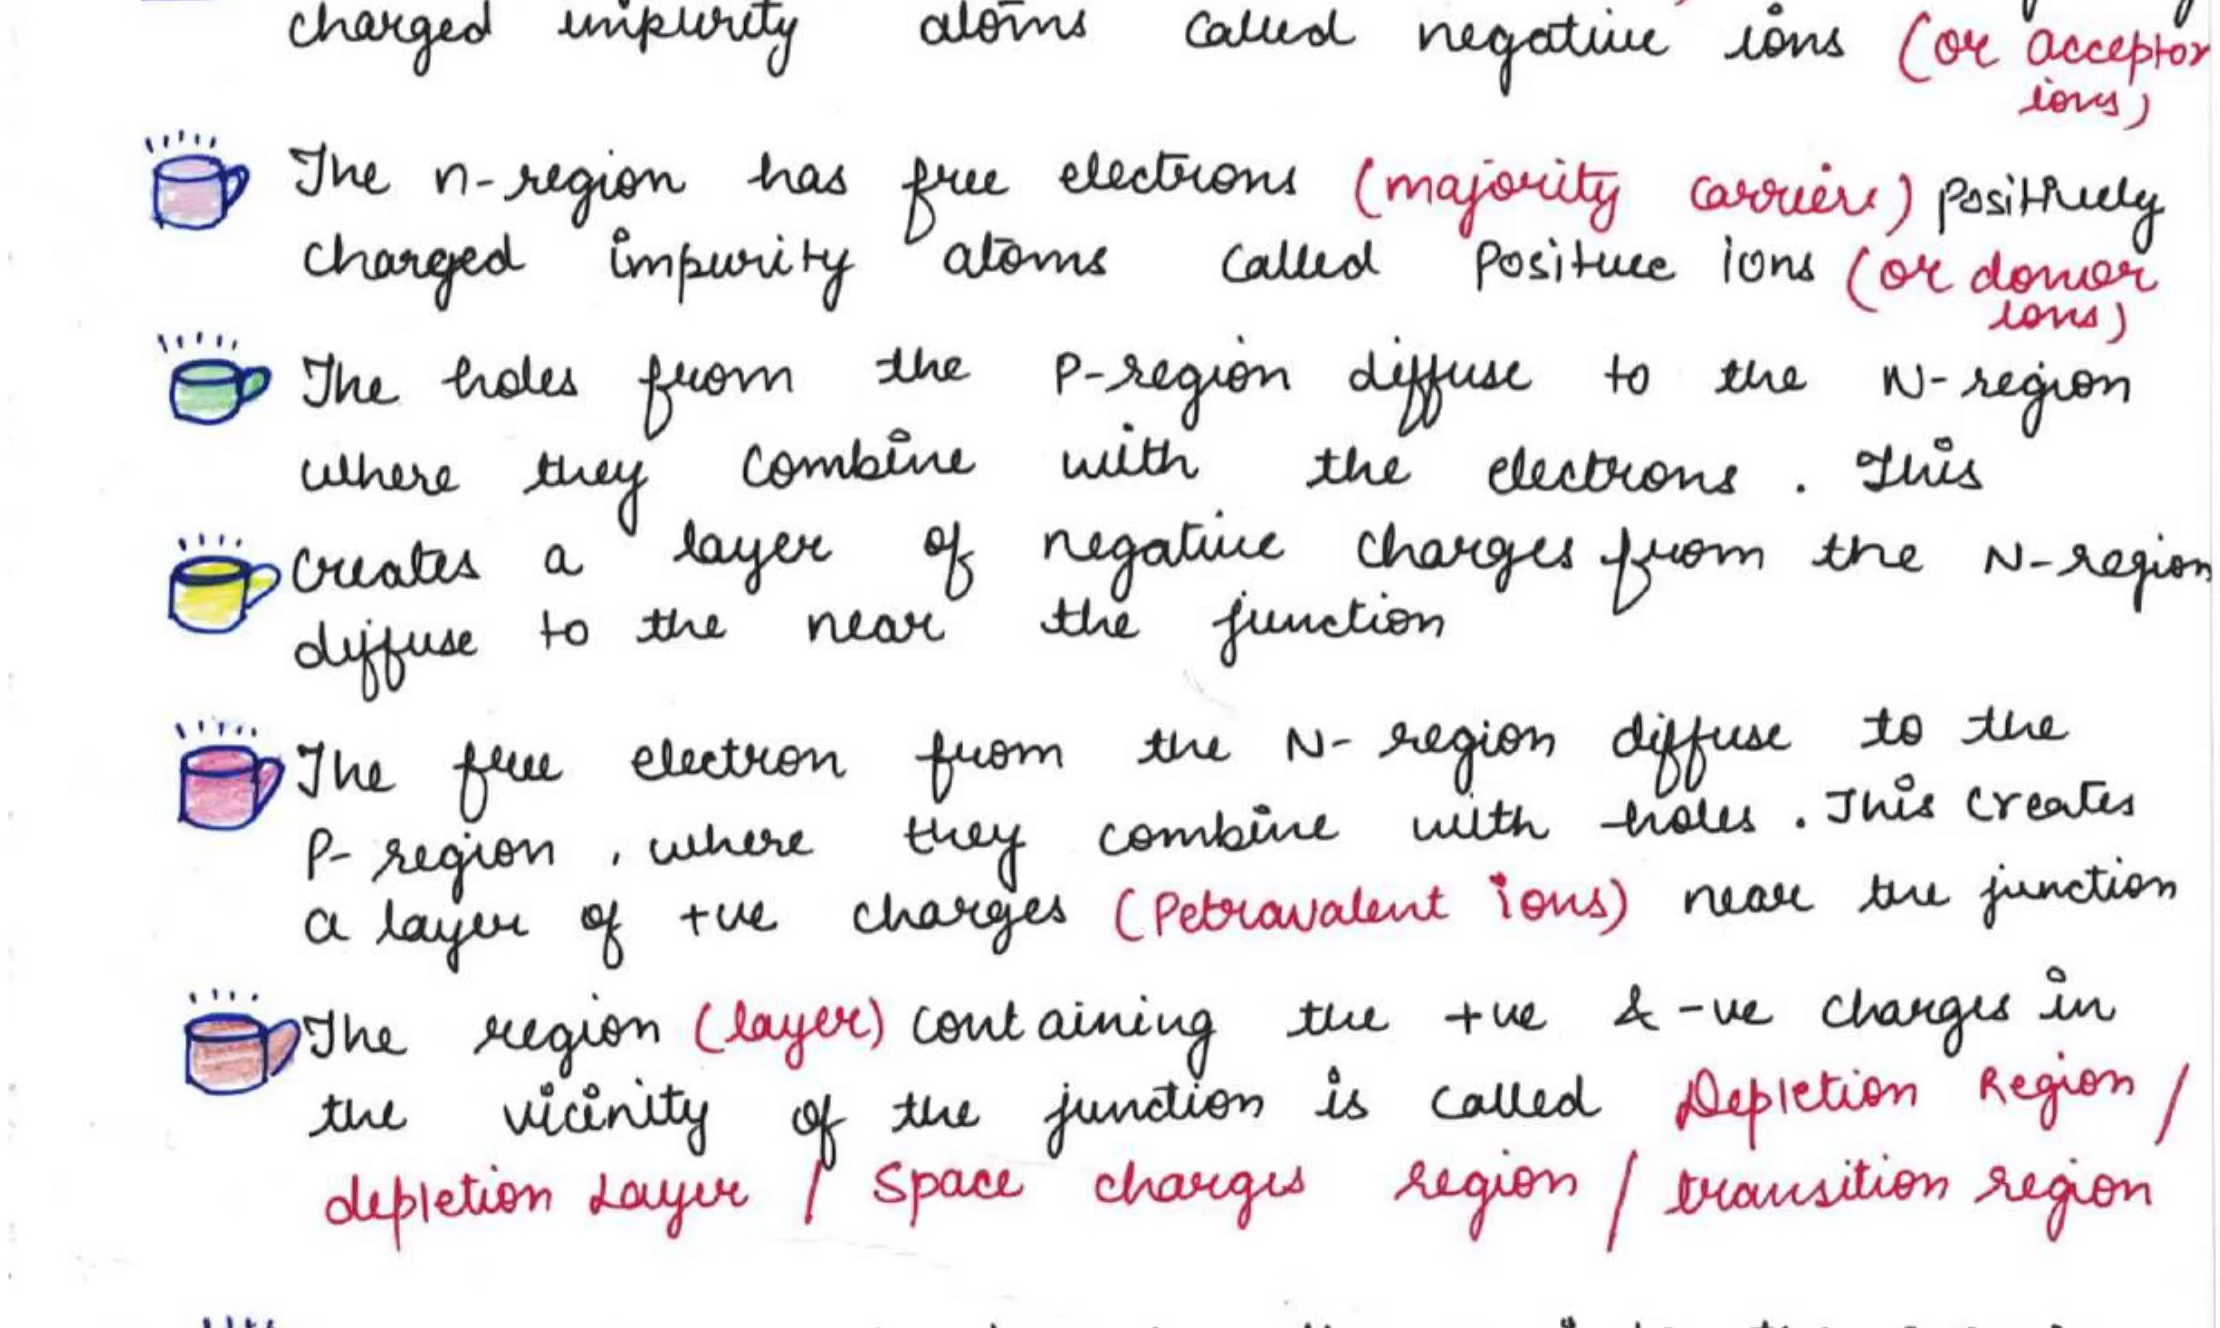 charged impurity atoms called negative ions (or acceptor
ions)
The n-region has free electrons (majority carriers) positively
charged impurity atoms called Positive ions (or donor
ions)
The holes from the P-region diffuse to the N-region
where they combine with the electrons. This
creates a layer of negative charges from the N-region
diffuse to the near the junction
The free electron from the N-region diffuse to the
P-region, where they combine with holes. This creates
a layer of +ve charges (Petravalent ions) near the junction
The region (layer) containing the +ve & -ve charges in
the vicinity of the junction is called Depletion Region /
depletion Layer / Space charges region / transition region